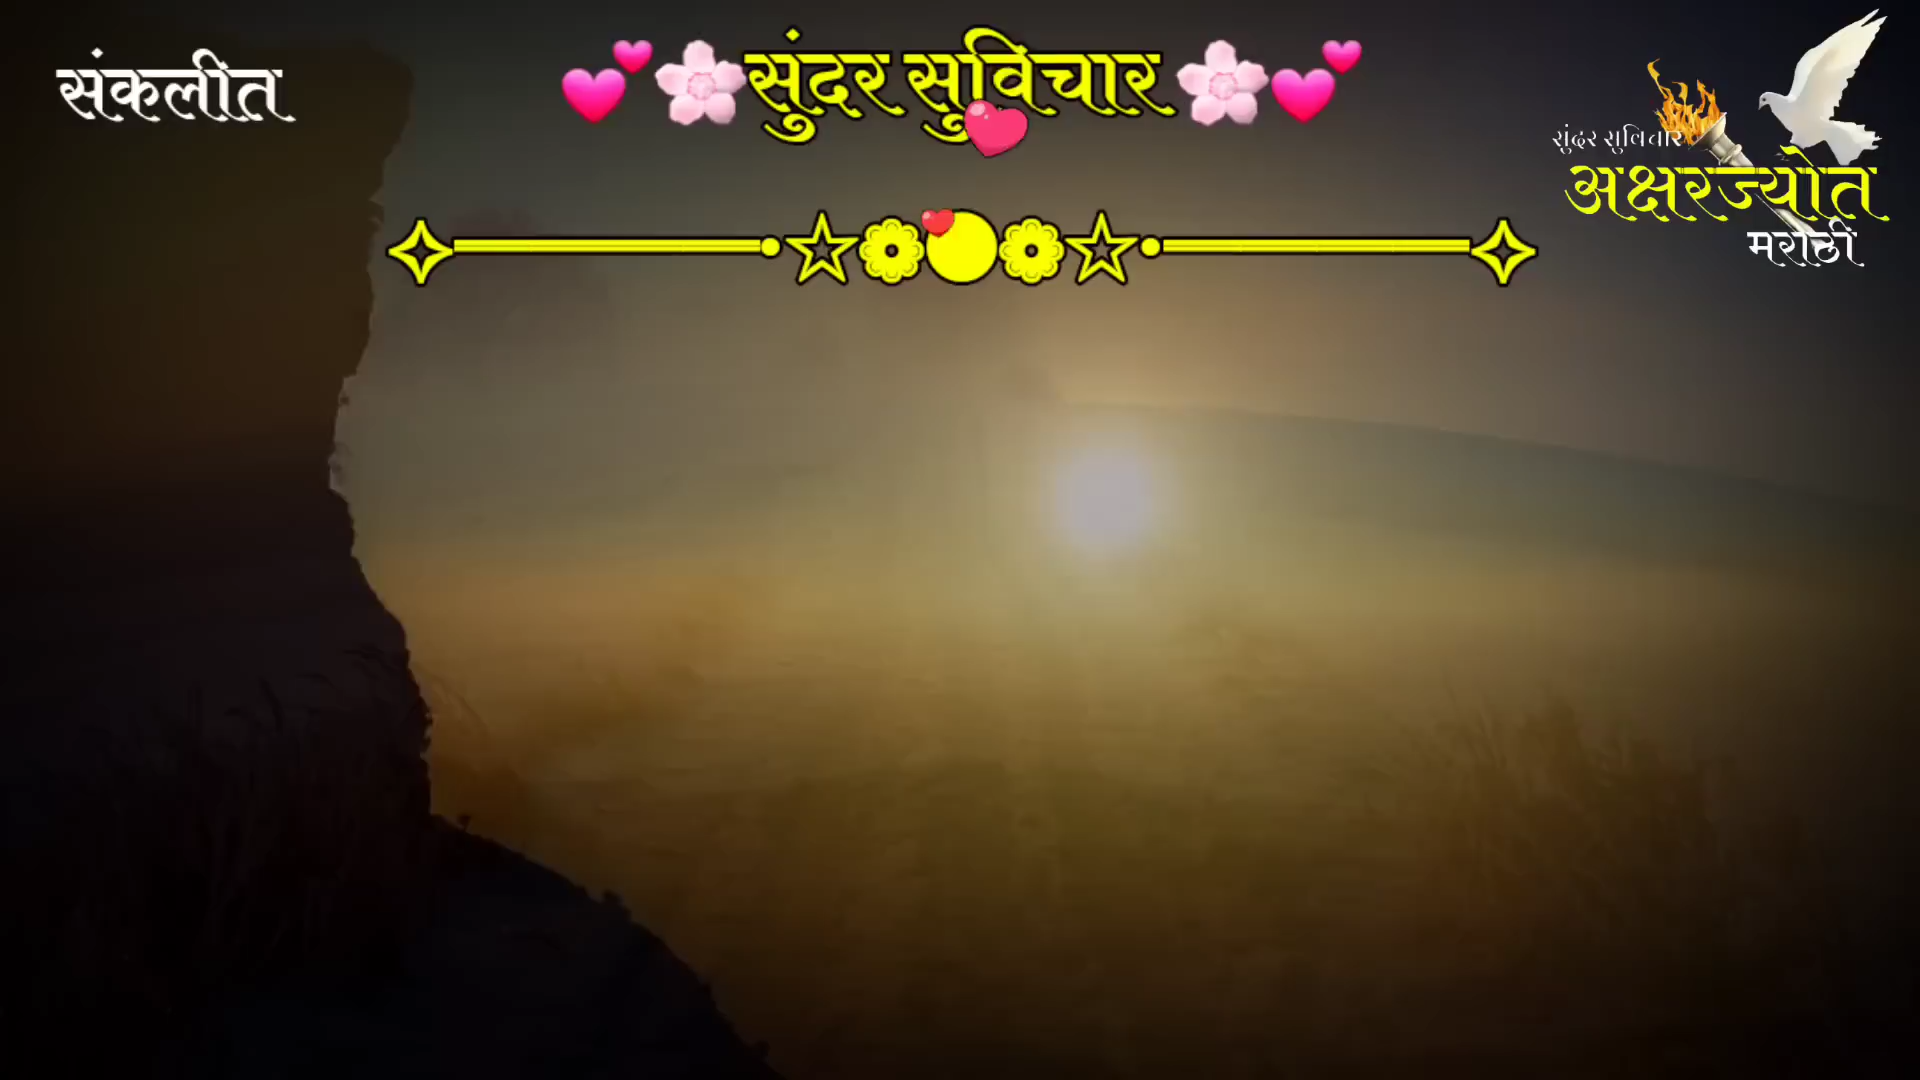 संकलीत
सुंदर सुविचार
सुंदर सुविचार
अक्षरज्योत
मराठी